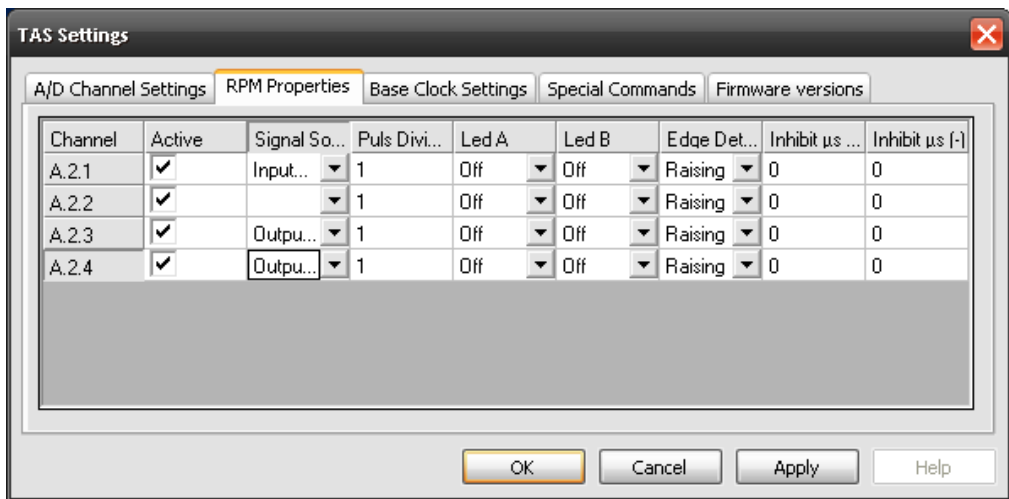 TAS Settings
A/D Channel Settings RPM Properties Base Clock Settings Special Commands Firmware versions
Channel Active Signal So... Puls Divi... Led A Led B Edge Det... Inhibit µs ... Inhibit µs (-)
A.2.1 Input... 1 Off Off Raising 0 0
A.2.2 1 Off Off Raising 0 0
A.2.3 Outpu... 1 Off Off Raising 0 0
A.2.4 Outpu... 1 Off Off Raising 0 0
OK Cancel Apply Help